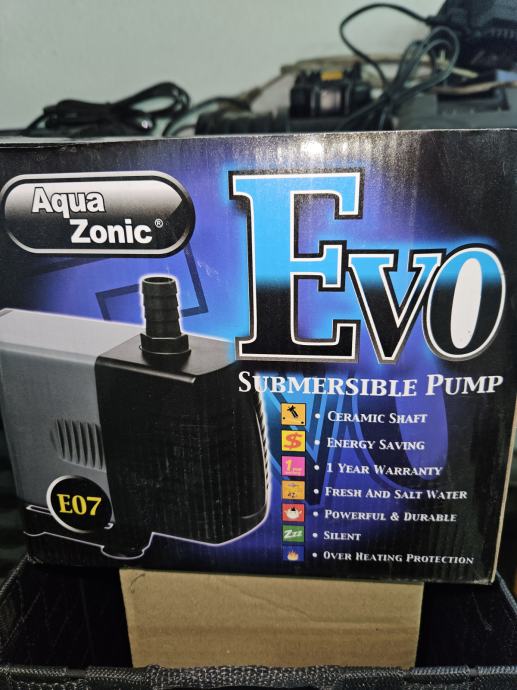 Aqua
Zonic®
Evo
Submersible Pump
• Ceramic Shaft
• Energy Saving
• 1 Year Warranty
• Fresh And Salt Water
• Powerful & Durable
Zzz
• Silent
• Over Heating Protection
E07